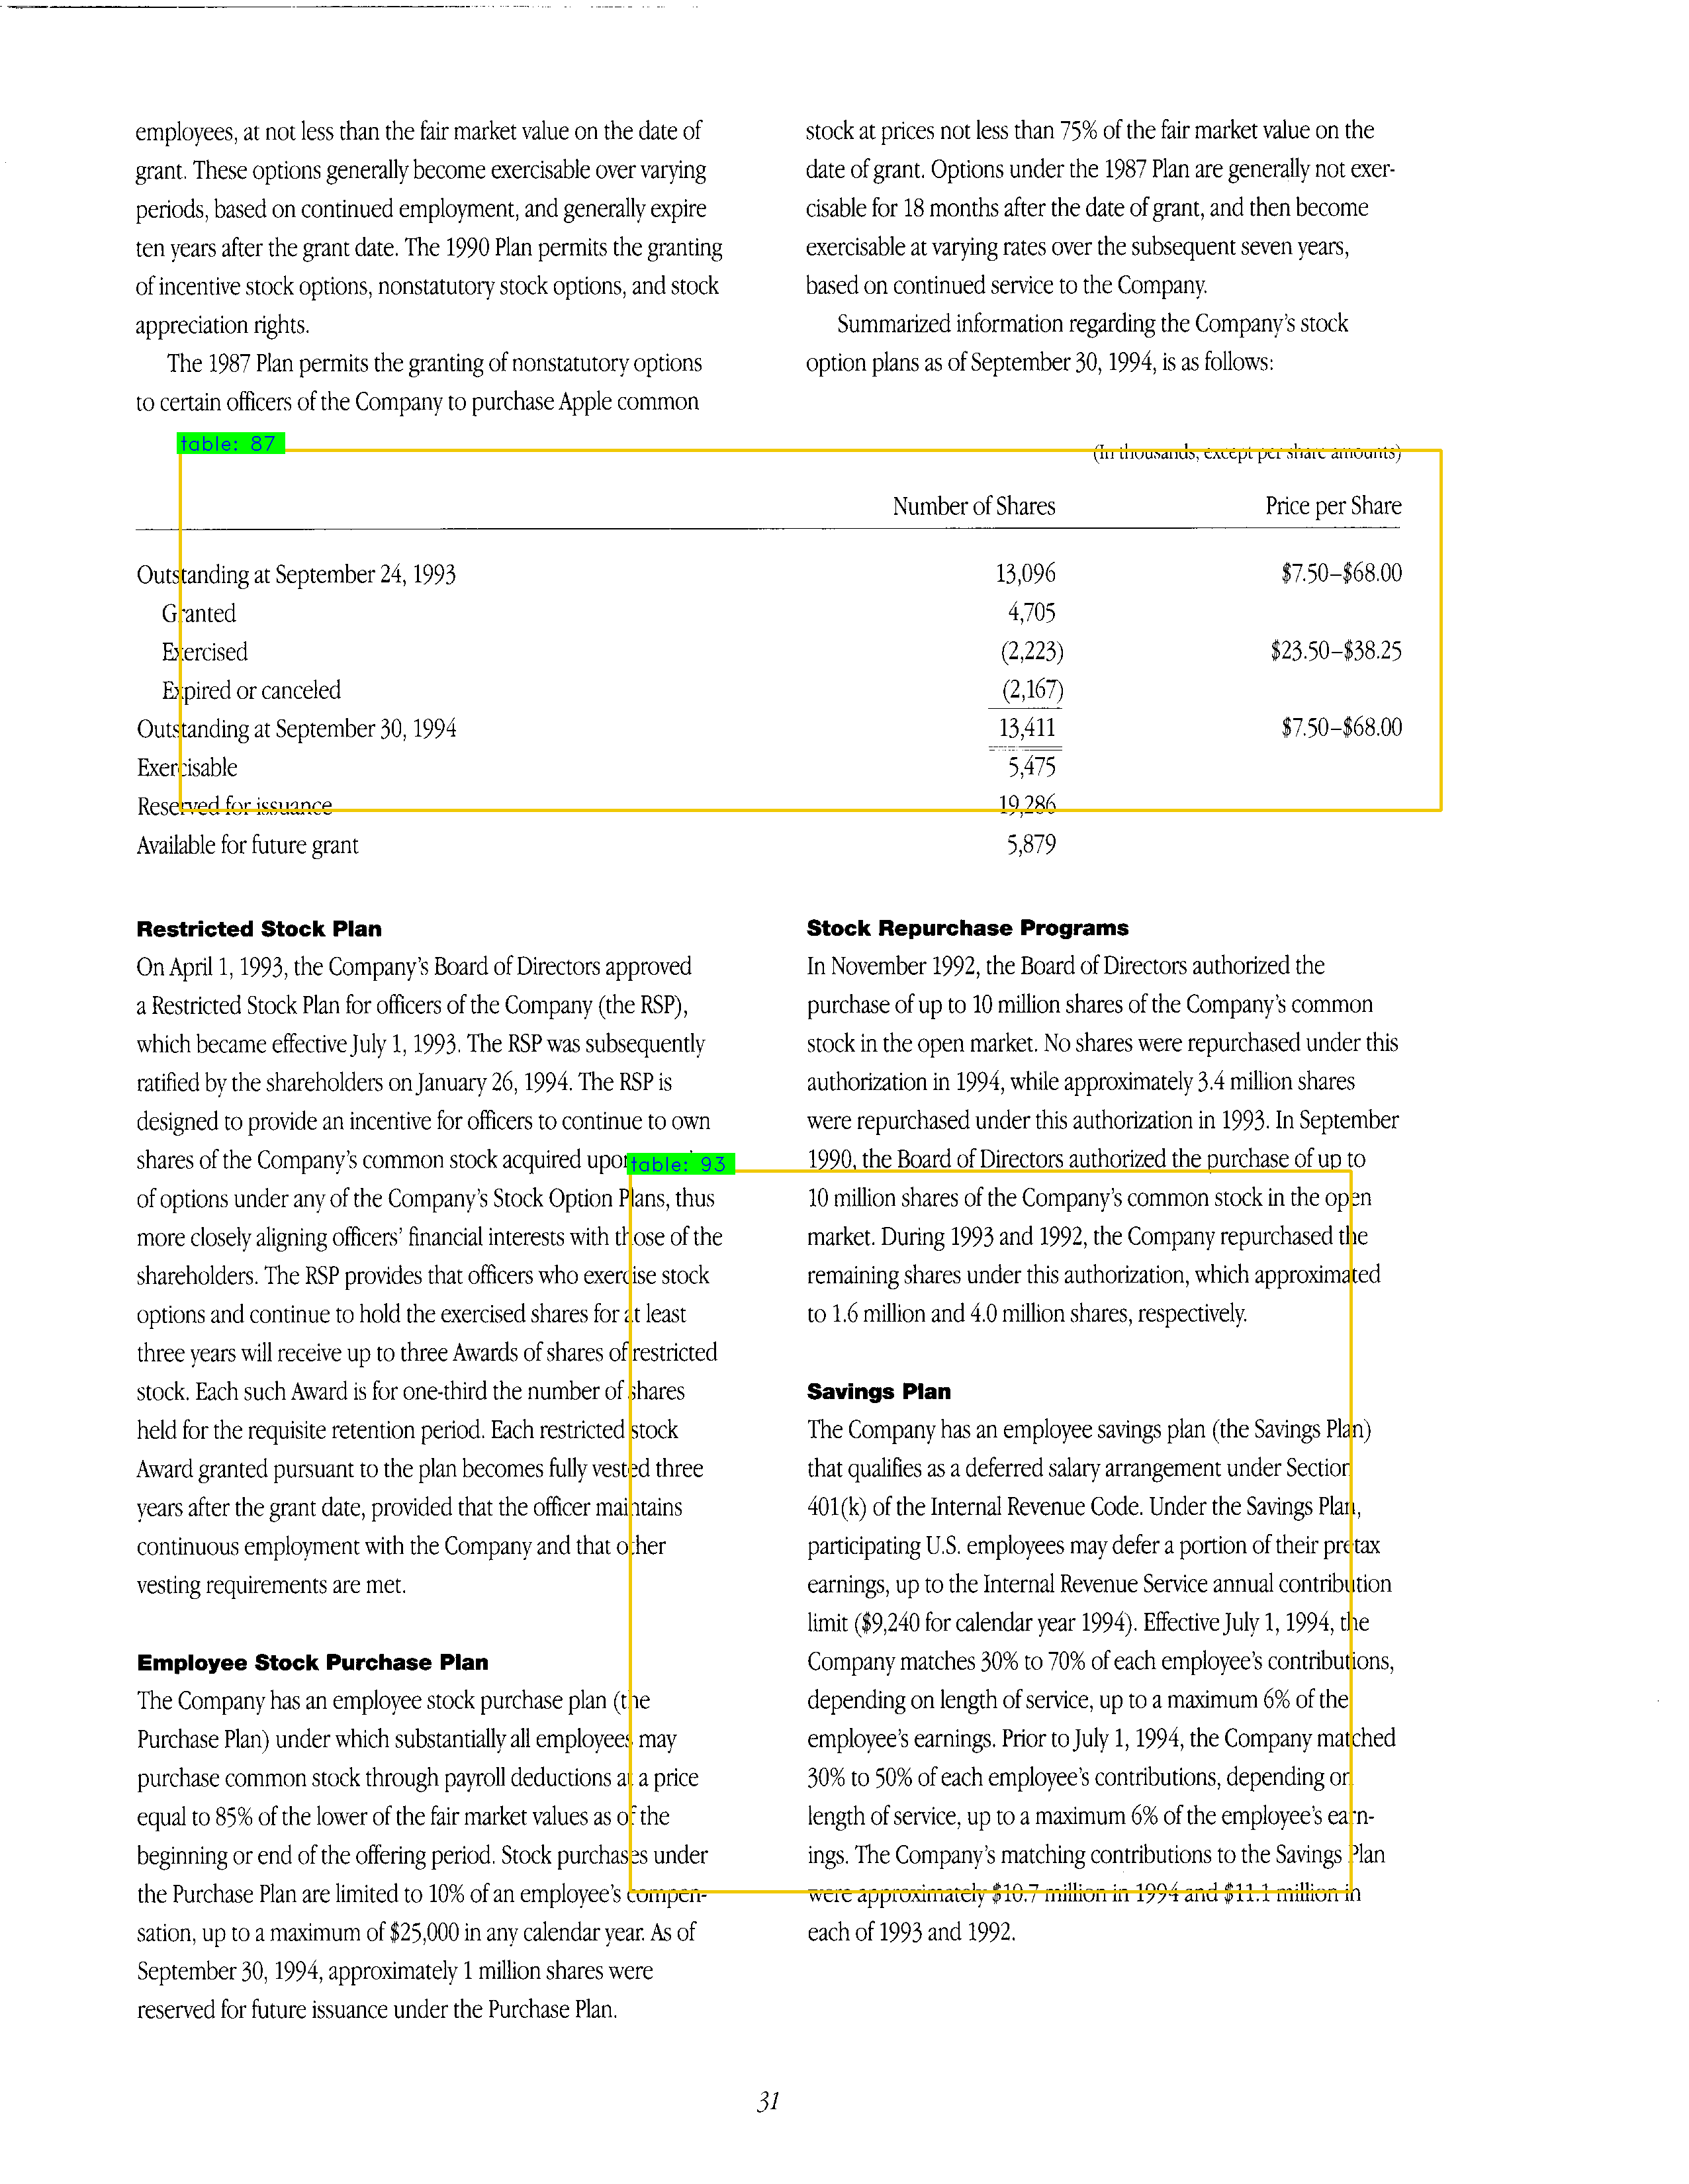 employees, at not less than the fair market value on the date of
grant. These options generally become exercisable over varying
periods, based on continued employment, and generally expire
ten years after the grant date. The 1990 Plan permits the granting
of incentive stock options, nonstatutory stock options, and stock
appreciation rights.
The 1987 Plan permits the granting of nonstatutory options
to certain officers of the Company to purchase Apple common
stock at prices not less than 75% of the fair market value on the
date of grant. Options under the 1987 Plan are generally not exer-
cisable for 18 months after the date of grant, and then become
exercisable at varying rates over the subsequent seven years,
based on continued service to the Company.
Summarized information regarding the Company's stock
option plans as of September 30, 1994, is as follows:
table: 87
(In thousands, except per share amounts)
Number of Shares Price per Share
Outstanding at September 24, 1993 13,096 $7.50–$68.00
Granted 4,705
Exercised (2,223) $23.50–$38.25
Expired or canceled (2,167)
Outstanding at September 30, 1994 13,411 $7.50–$68.00
Exercisable 5,475
Reserved for issuance 19,286
Available for future grant 5,879
Restricted Stock Plan
On April 1, 1993, the Company's Board of Directors approved
a Restricted Stock Plan for officers of the Company (the RSP),
which became effective July 1, 1993. The RSP was subsequently
ratified by the shareholders on January 26, 1994. The RSP is
designed to provide an incentive for officers to continue to own
shares of the Company's common stock acquired upon
table: 93
of options under any of the Company's Stock Option Plans, thus
more closely aligning officers' financial interests with those of the
shareholders. The RSP provides that officers who exercise stock
options and continue to hold the exercised shares for at least
three years will receive up to three Awards of shares of restricted
stock. Each such Award is for one-third the number of shares
held for the requisite retention period. Each restricted stock
Award granted pursuant to the plan becomes fully vested three
years after the grant date, provided that the officer maintains
continuous employment with the Company and that other
vesting requirements are met.
Employee Stock Purchase Plan
The Company has an employee stock purchase plan (the
Purchase Plan) under which substantially all employees may
purchase common stock through payroll deductions at a price
equal to 85% of the lower of the fair market values as of the
beginning or end of the offering period. Stock purchases under
the Purchase Plan are limited to 10% of an employee's compen-
sation, up to a maximum of $25,000 in any calendar year. As of
September 30, 1994, approximately 1 million shares were
reserved for future issuance under the Purchase Plan.
Stock Repurchase Programs
In November 1992, the Board of Directors authorized the
purchase of up to 10 million shares of the Company's common
stock in the open market. No shares were repurchased under this
authorization in 1994, while approximately 3.4 million shares
were repurchased under this authorization in 1993. In September
1990, the Board of Directors authorized the purchase of up to
10 million shares of the Company's common stock in the open
market. During 1993 and 1992, the Company repurchased the
remaining shares under this authorization, which approximated
to 1.6 million and 4.0 million shares, respectively.
Savings Plan
The Company has an employee savings plan (the Savings Plan)
that qualifies as a deferred salary arrangement under Section
401(k) of the Internal Revenue Code. Under the Savings Plan,
participating U.S. employees may defer a portion of their pretax
earnings, up to the Internal Revenue Service annual contribution
limit ($9,240 for calendar year 1994). Effective July 1, 1994, the
Company matches 30% to 70% of each employee's contributions,
depending on length of service, up to a maximum 6% of the
employee's earnings. Prior to July 1, 1994, the Company matched
30% to 50% of each employee's contributions, depending on
length of service, up to a maximum 6% of the employee's earn-
ings. The Company's matching contributions to the Savings Plan
were approximately $10.7 million in 1994 and $11.1 million in
each of 1993 and 1992.
31